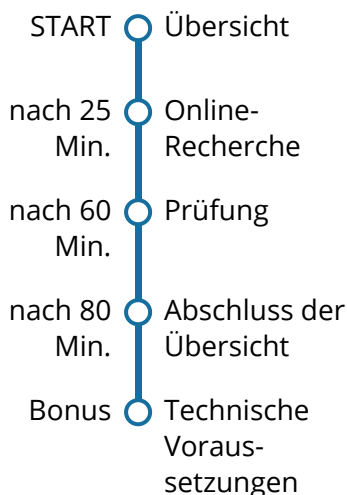 START Übersicht
nach 25 Online-
Min. Recherche
nach 60 Prüfung
Min.
nach 80 Abschluss der
Min. Übersicht
Bonus Technische
Voraus-
setzungen